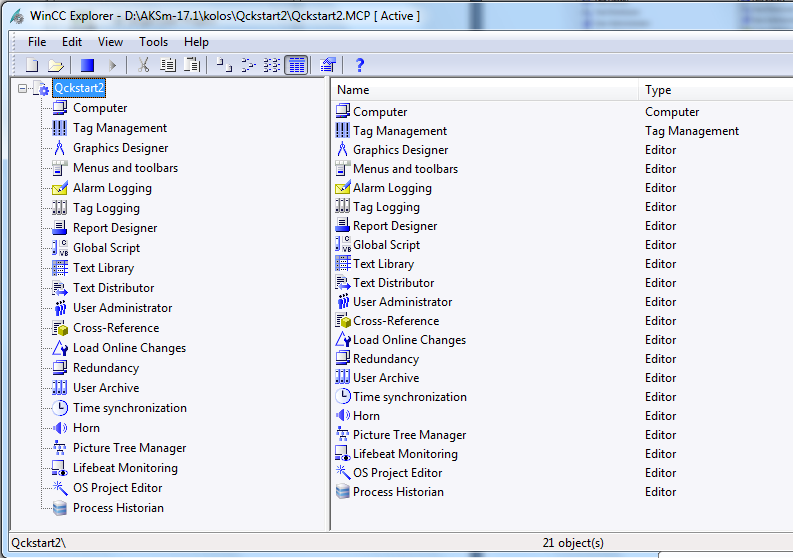 WinCC Explorer - D:\AKSm-17.1\kolos\Qckstart2\Qckstart2.MCP [ Active ]
File Edit View Tools Help
Qckstart2
Computer
Tag Management
Graphics Designer
Menus and toolbars
Alarm Logging
Tag Logging
Report Designer
Global Script
Text Library
Text Distributor
User Administrator
Cross-Reference
Load Online Changes
Redundancy
User Archive
Time synchronization
Horn
Picture Tree Manager
Lifebeat Monitoring
OS Project Editor
Process Historian
Name Type
Computer Computer
Tag Management Tag Management
Graphics Designer Editor
Menus and toolbars Editor
Alarm Logging Editor
Tag Logging Editor
Report Designer Editor
Global Script Editor
Text Library Editor
Text Distributor Editor
User Administrator Editor
Cross-Reference Editor
Load Online Changes Editor
Redundancy Editor
User Archive Editor
Time synchronization Editor
Horn Editor
Picture Tree Manager Editor
Lifebeat Monitoring Editor
OS Project Editor Editor
Process Historian Editor
Qckstart2\ 21 object(s)